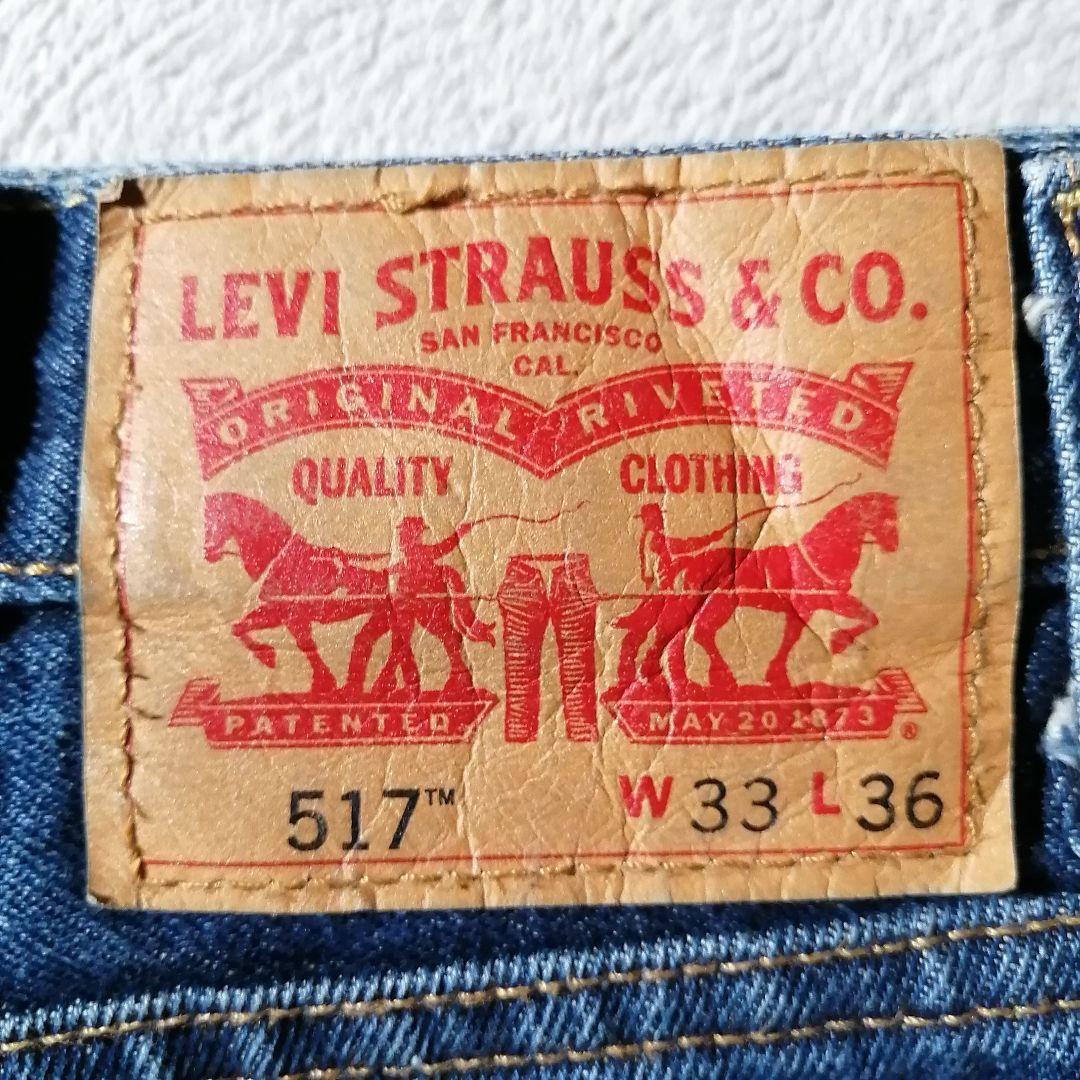 LEVI STRAUSS & CO.
SAN FRANCISCO
CAL.
ORIGINAL RIVETED
QUALITY CLOTHING
PATENTED MAY 20 1873 ®
517™ W 33 L 36